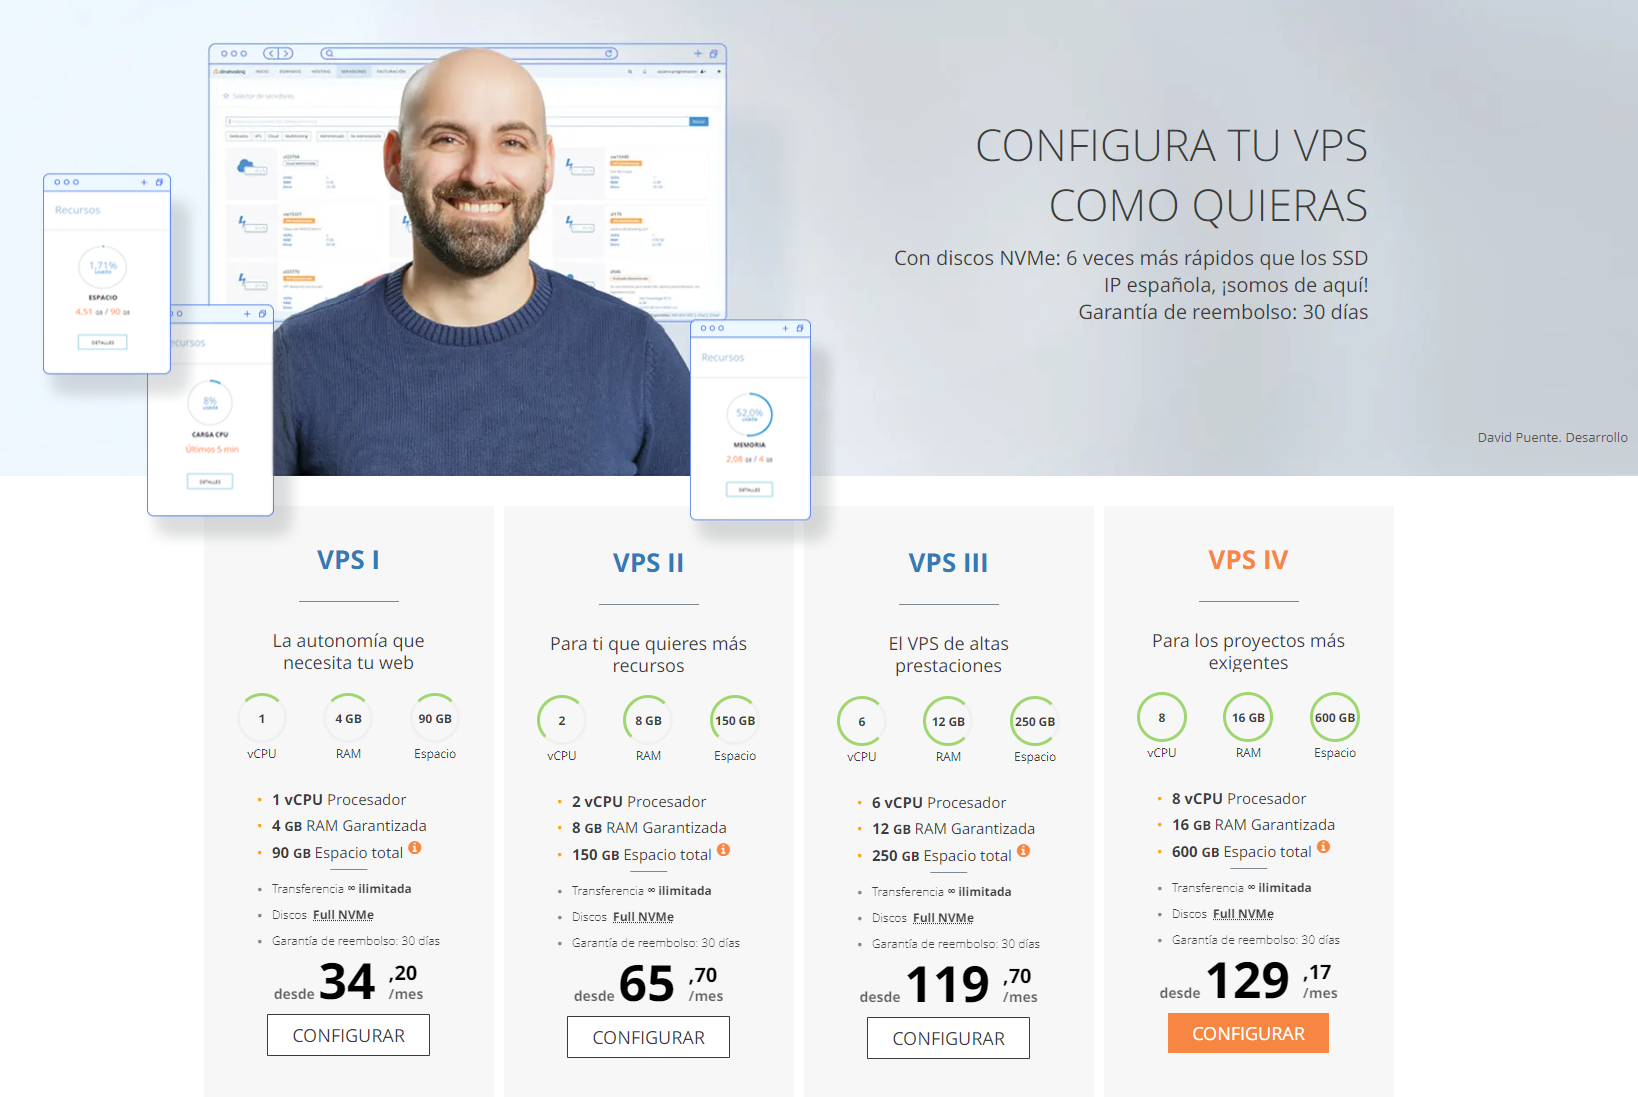 INICIO DOMINIOS HOSTING SERVIDORES FACTURACIÓN
Selector de servidores
Buscar
CONFIGURA TU VPS
COMO QUIERAS
Con discos NVMe: 6 veces más rápidos que los SSD
IP española, ¡somos de aquí!
Garantía de reembolso: 30 días
David Puente. Desarrollo
Recursos
1,71%
USADO
ESPACIO
4,51 GB / 90 GB
DETALLES
ecursos
8%
USADO
CARGA CPU
Últimos 5 min
DETALLES
Recursos
52,0%
USADO
MEMORIA
2,08 GB / 4 GB
DETALLES
VPS I
La autonomía que
necesita tu web
1
4 GB
90 GB
vCPU
RAM
Espacio
1 vCPU Procesador
4 GB RAM Garantizada
90 GB Espacio total
Transferencia ∞ ilimitada
Discos Full NVMe
Garantía de reembolso: 30 días
desde 34,20 /mes
CONFIGURAR
VPS II
Para ti que quieres más
recursos
2
8 GB
150 GB
vCPU
RAM
Espacio
2 vCPU Procesador
8 GB RAM Garantizada
150 GB Espacio total
Transferencia ∞ ilimitada
Discos Full NVMe
Garantía de reembolso: 30 días
desde 65,70 /mes
CONFIGURAR
VPS III
El VPS de altas
prestaciones
6
12 GB
250 GB
vCPU
RAM
Espacio
6 vCPU Procesador
12 GB RAM Garantizada
250 GB Espacio total
Transferencia ∞ ilimitada
Discos Full NVMe
Garantía de reembolso: 30 días
desde 119,70 /mes
CONFIGURAR
VPS IV
Para los proyectos más
exigentes
8
16 GB
600 GB
vCPU
RAM
Espacio
8 vCPU Procesador
16 GB RAM Garantizada
600 GB Espacio total
Transferencia ∞ ilimitada
Discos Full NVMe
Garantía de reembolso: 30 días
desde 129,17 /mes
CONFIGURAR